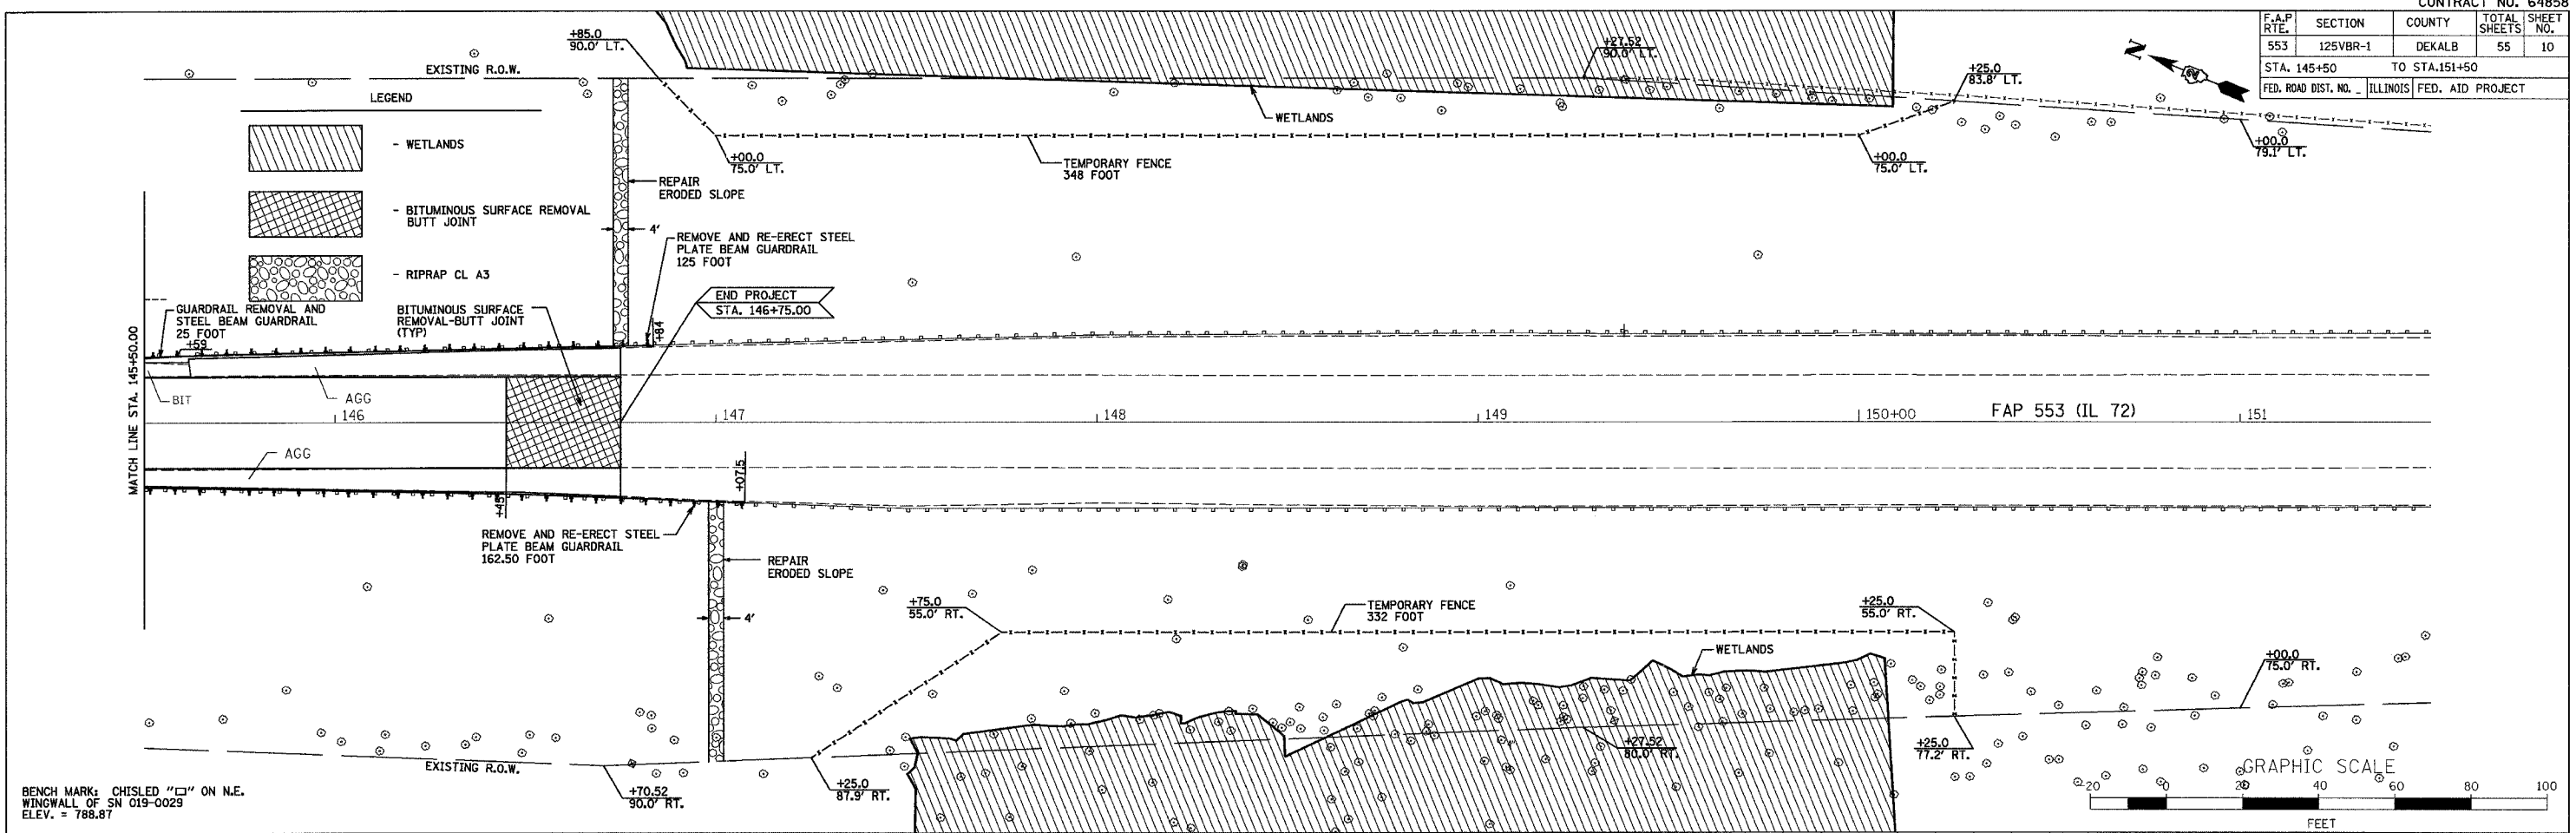 CONTRACT NO. 64858
F.A.P. RTE. SECTION COUNTY TOTAL SHEETS SHEET NO.
553 125VBR-1 DEKALB 55 10
STA. 145+50 TO STA.151+50
FED. ROAD DIST. NO. _ ILLINOIS FED. AID PROJECT
N
+85.0
90.0' LT.
+27.52
90.0' LT.
+25.0
83.8' LT.
EXISTING R.O.W.
LEGEND
- WETLANDS
- BITUMINOUS SURFACE REMOVAL
BUTT JOINT
- RIPRAP CL A3
WETLANDS
+00.0
75.0' LT.
TEMPORARY FENCE
348 FOOT
+00.0
75.0' LT.
+00.0
79.1' LT.
REPAIR
ERODED SLOPE
4'
REMOVE AND RE-ERECT STEEL
PLATE BEAM GUARDRAIL
125 FOOT
END PROJECT
STA. 146+75.00
GUARDRAIL REMOVAL AND
STEEL BEAM GUARDRAIL
25 FOOT
+59
BITUMINOUS SURFACE
REMOVAL-BUTT JOINT
(TYP)
+84
MATCH LINE STA. 145+50.00
BIT
AGG
146
147
148
149
150+00
FAP 553 (IL 72)
151
AGG
+45
+07.5
REMOVE AND RE-ERECT STEEL
PLATE BEAM GUARDRAIL
162.50 FOOT
REPAIR
ERODED SLOPE
4'
+75.0
55.0' RT.
TEMPORARY FENCE
332 FOOT
+25.0
55.0' RT.
WETLANDS
+00.0
75.0' RT.
+27.52
80.0' RT.
+25.0
77.2' RT.
EXISTING R.O.W.
+70.52
90.0' RT.
+25.0
87.9' RT.
BENCH MARK: CHISLED "□" ON N.E.
WINGWALL OF SN 019-0029
ELEV. = 788.87
GRAPHIC SCALE
20 0 20 40 60 80 100
FEET